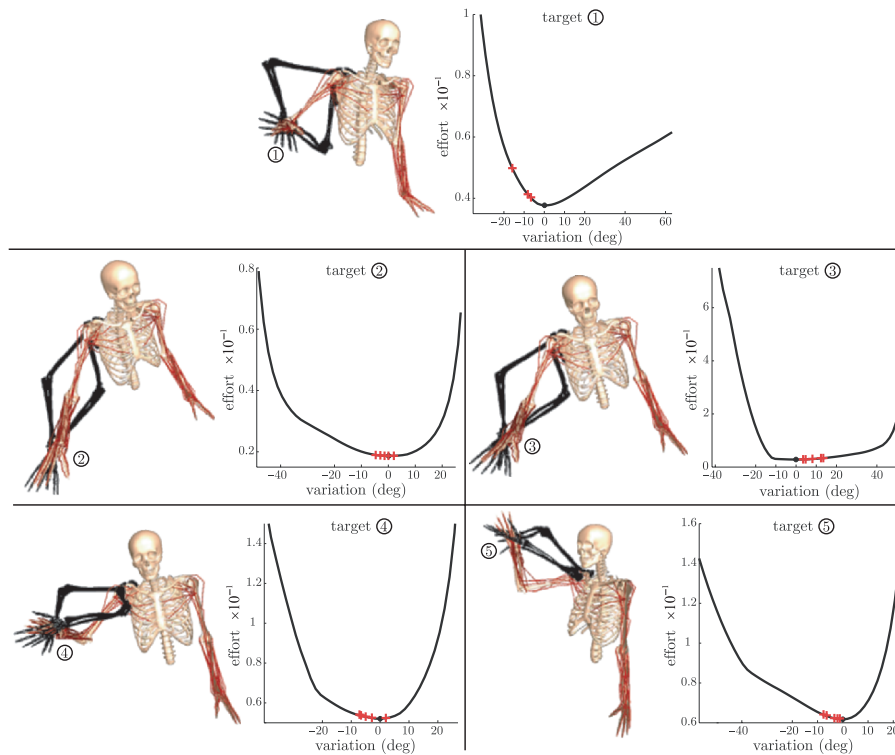 target ①
effort ×10⁻¹
1
0.8
0.6
0.4
−20 −10 0 10 20 40 60
variation (deg)
①
target ②
effort ×10⁻¹
0.8
0.6
0.4
0.2
−40 −20 −10 0 10 20
variation (deg)
②
target ③
effort ×10⁻¹
6
4
2
0
−40 −20 −10 0 10 20 40
variation (deg)
③
target ④
effort ×10⁻¹
1.4
1.2
1
0.8
0.6
−20 −10 0 10 20
variation (deg)
④
target ⑤
effort ×10⁻¹
1.6
1.4
1.2
1
0.8
0.6
−40 −20 −10 0 10 20
variation (deg)
⑤